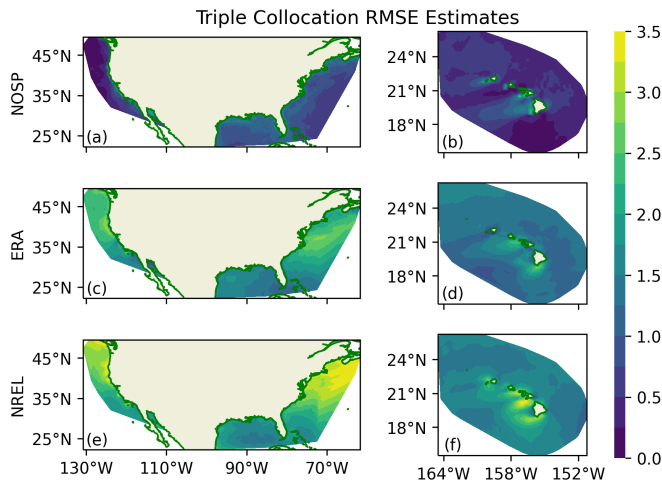 Triple Collocation RMSE Estimates
NOSP
45°N
35°N
25°N
(a)
24°N
21°N
18°N
(b)
ERA
45°N
35°N
25°N
(c)
24°N
21°N
18°N
(d)
NREL
45°N
35°N
25°N
(e)
130°W 110°W 90°W 70°W
24°N
21°N
18°N
(f)
164°W 158°W 152°W
3.5
3.0
2.5
2.0
1.5
1.0
0.5
0.0